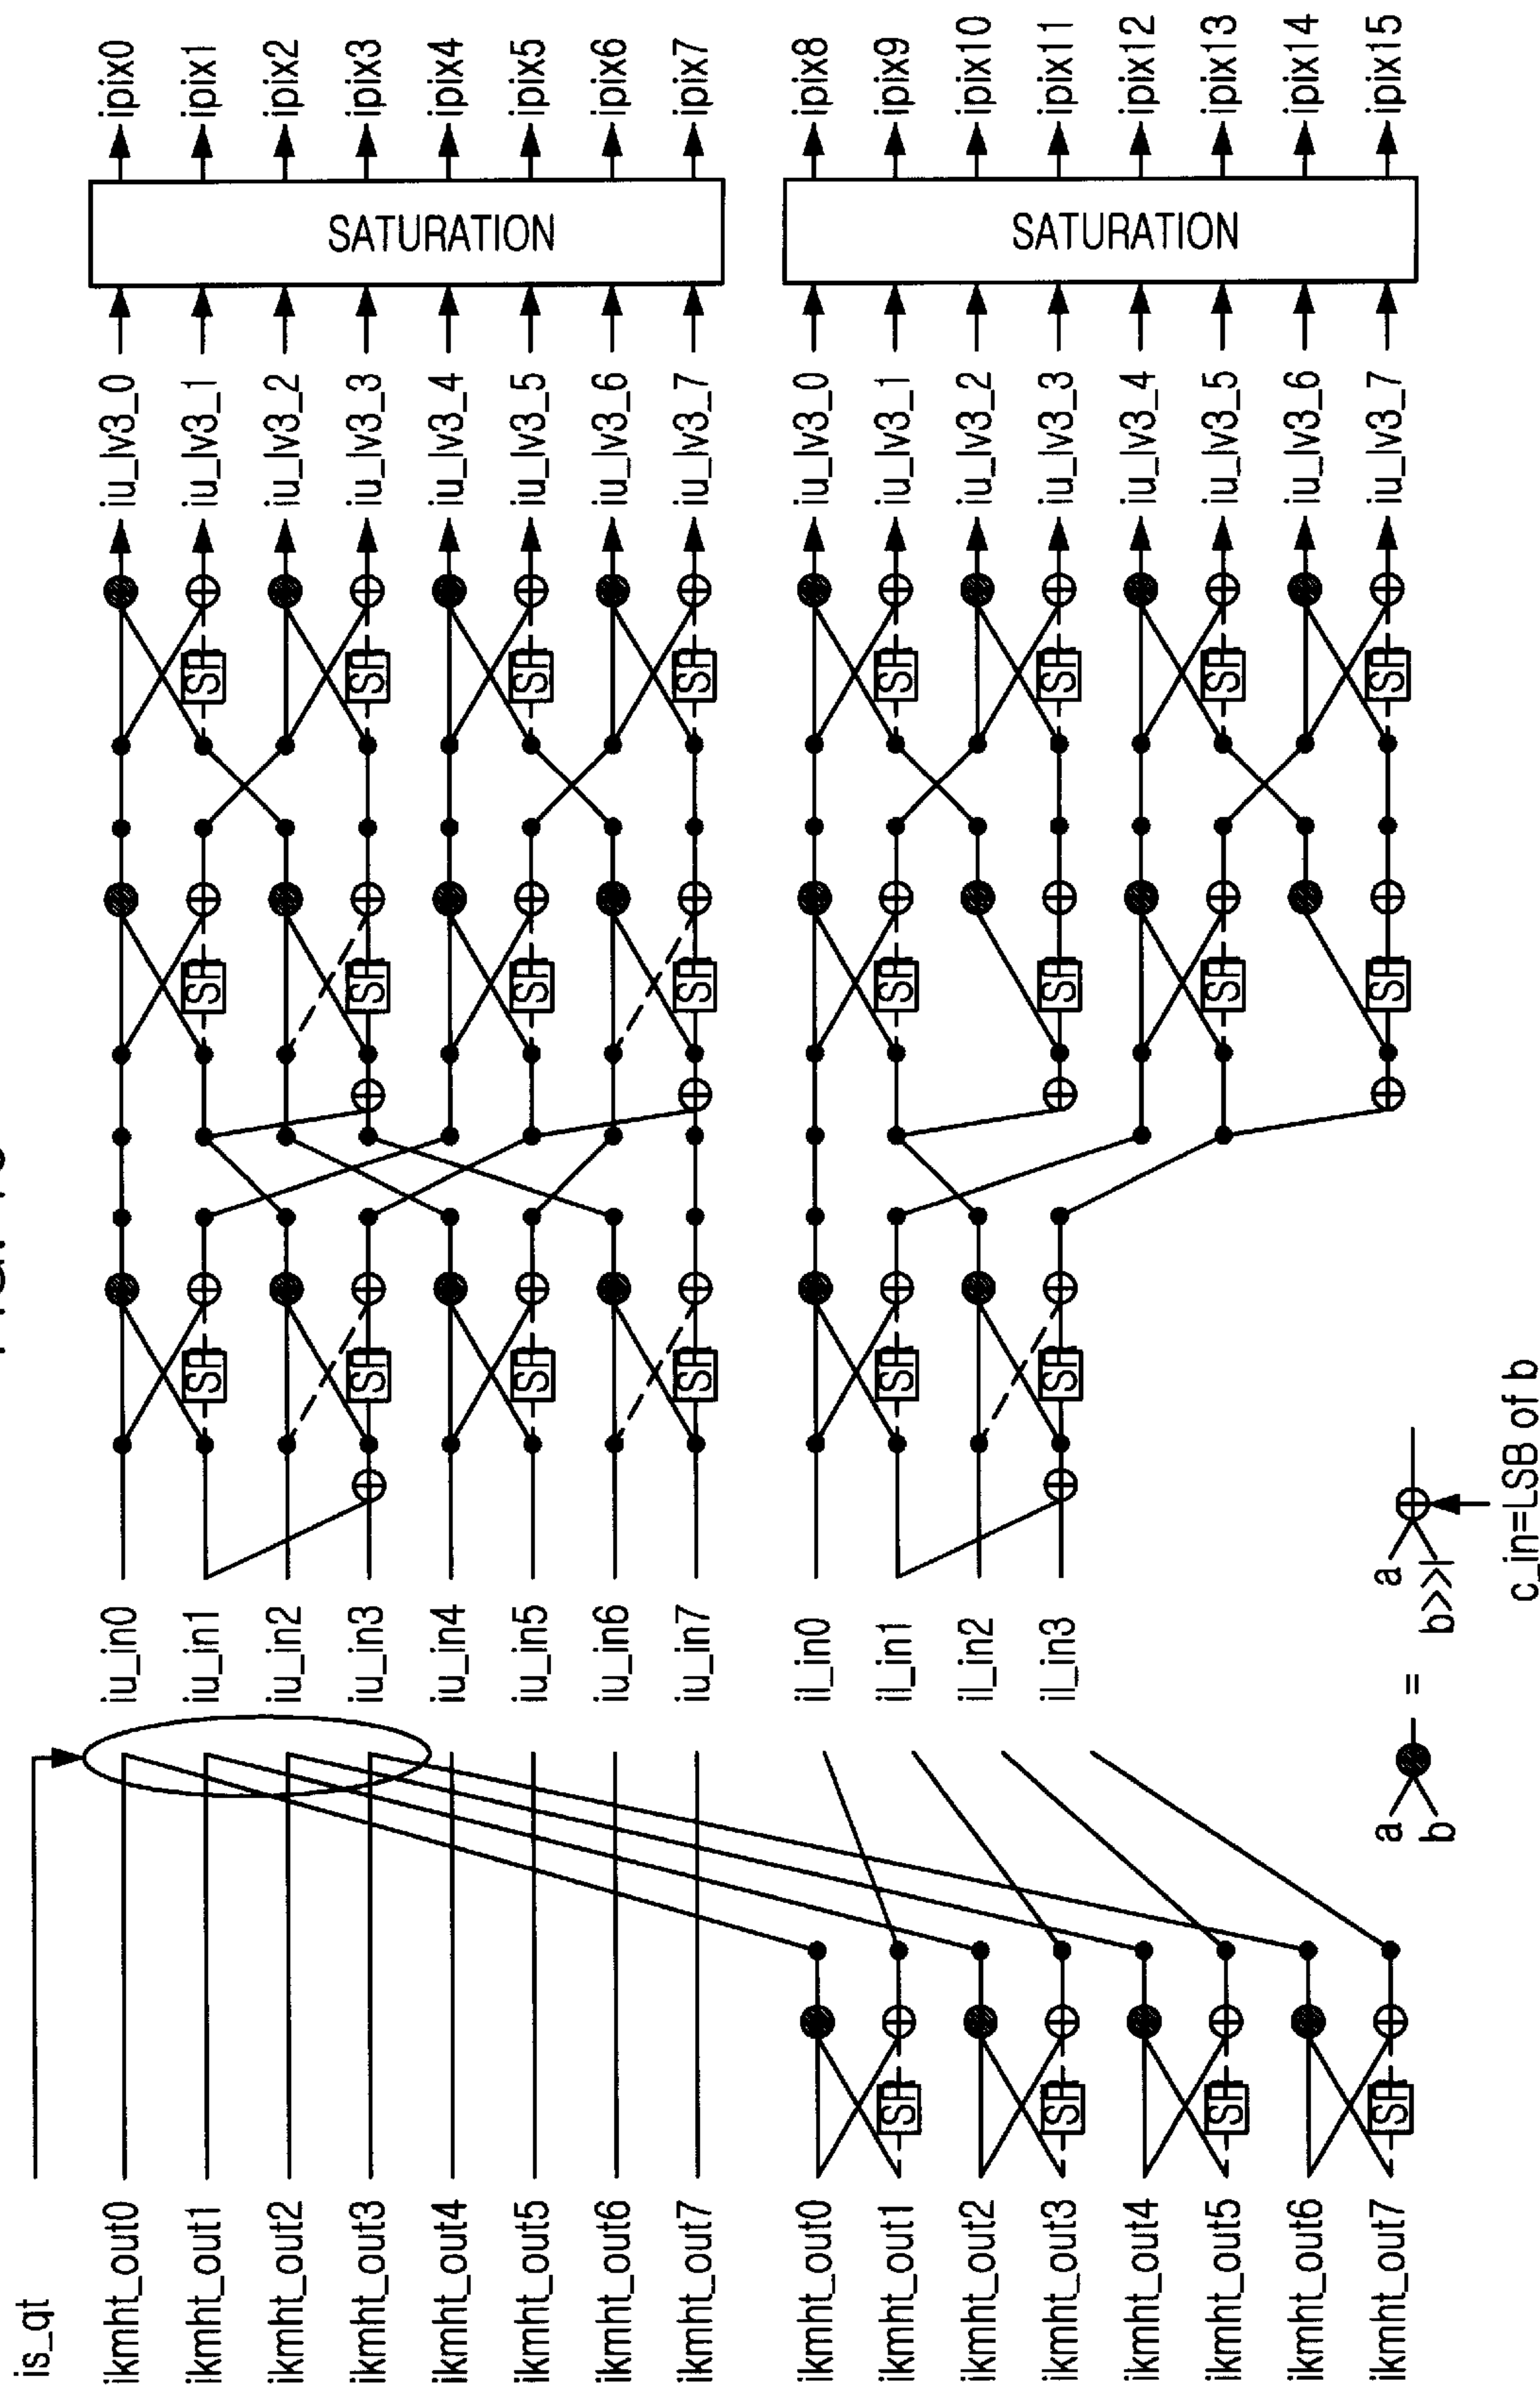 is_qt
ikmht_out0
ikmht_out1
ikmht_out2
ikmht_out3
ikmht_out4
ikmht_out5
ikmht_out6
ikmht_out7
ikmht_out0
ikmht_out1
ikmht_out2
ikmht_out3
ikmht_out4
ikmht_out5
ikmht_out6
ikmht_out7
iu_in0
iu_in1
iu_in2
iu_in3
iu_in4
iu_in5
iu_in6
iu_in7
il_in0
il_in1
il_in2
il_in3
iu_lv3_0
iu_lv3_1
iu_lv3_2
iu_lv3_3
iu_lv3_4
iu_lv3_5
iu_lv3_6
iu_lv3_7
iu_lv3_0
iu_lv3_1
iu_lv3_2
iu_lv3_3
iu_lv3_4
iu_lv3_5
iu_lv3_6
iu_lv3_7
SATURATION
SATURATION
ipix0
ipix1
ipix2
ipix3
ipix4
ipix5
ipix6
ipix7
ipix8
ipix9
ipix10
ipix11
ipix12
ipix13
ipix14
ipix15
a
b
=
a
b>>I
c_in=LSB of b